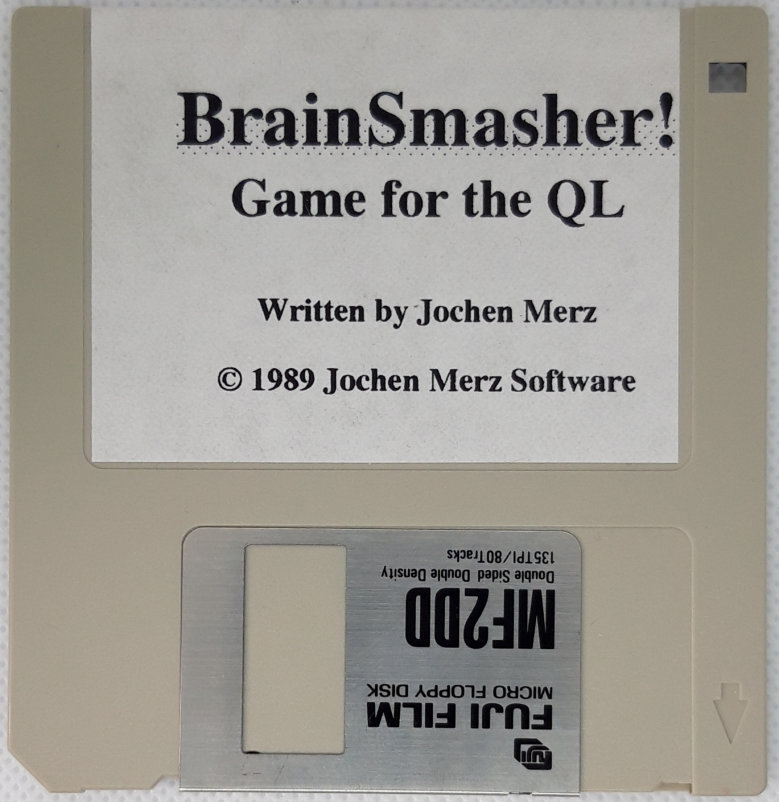 BrainSmasher!
Game for the QL
Written by Jochen Merz
© 1989 Jochen Merz Software
FUJI
FUJI FILM
MICRO FLOPPY DISK
MF2DD
Double Sided Double Density
135TPI/80Tracks